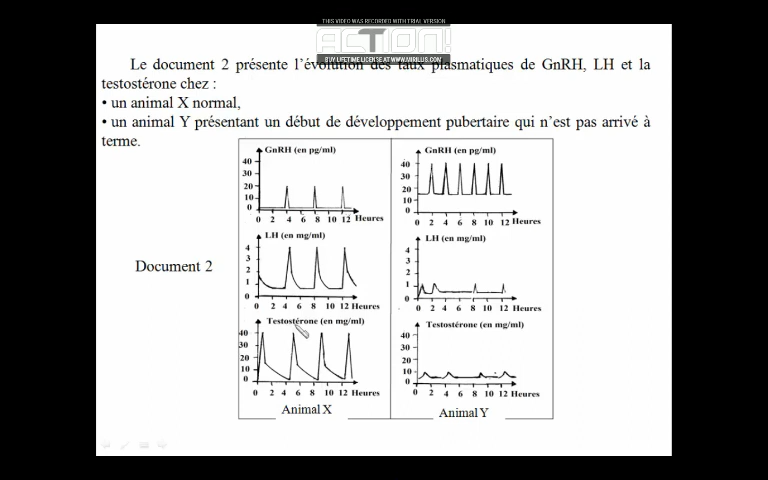 THIS VIDEO WAS RECORDED WITH TRIAL VERSION
ACTION!
BUY LIFETIME LICENSE AT WWW.MIRILLIS.COM
Le document 2 présente l'évolution des taux plasmatiques de GnRH, LH et la
testostérone chez :
• un animal X normal,
• un animal Y présentant un début de développement pubertaire qui n'est pas arrivé à
terme.
Document 2
GnRH (en pg/ml)
40
30
20
10
0
0 2 4 6 8 10 12 Heures
LH (en mg/ml)
4
3
2
1
0
0 2 4 6 8 10 12 Heures
Testostérone (en mg/ml)
40
30
20
10
0
0 2 4 6 8 10 12 Heures
Animal X
GnRH (en pg/ml)
40
30
20
10
0
0 2 4 6 8 10 12 Heures
LH (en mg/ml)
4
3
2
1
0
0 2 4 6 8 10 12 Heures
Testostérone (en mg/ml)
40
30
20
10
0
0 2 4 6 8 10 12 Heures
Animal Y